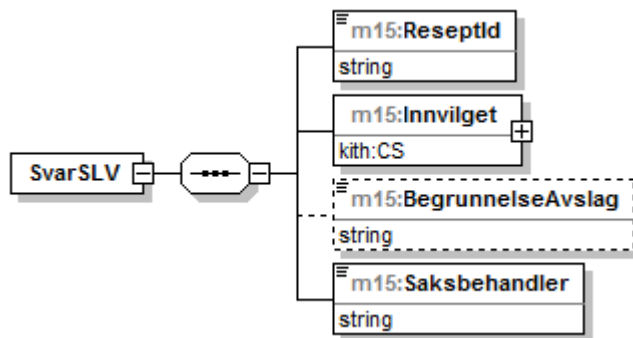 m15:ReseptId
string
m15:Innvilget
kith:CS
SvarSLV
m15:BegrunnelseAvslag
string
m15:Saksbehandler
string